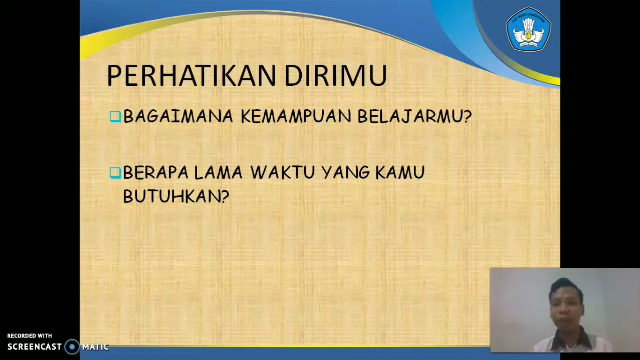 PERHATIKAN DIRIMU
BAGAIMANA KEMAMPUAN BELAJARMU?
BERAPA LAMA WAKTU YANG KAMU
BUTUHKAN?
RECORDED WITH
SCREENCAST MATIC